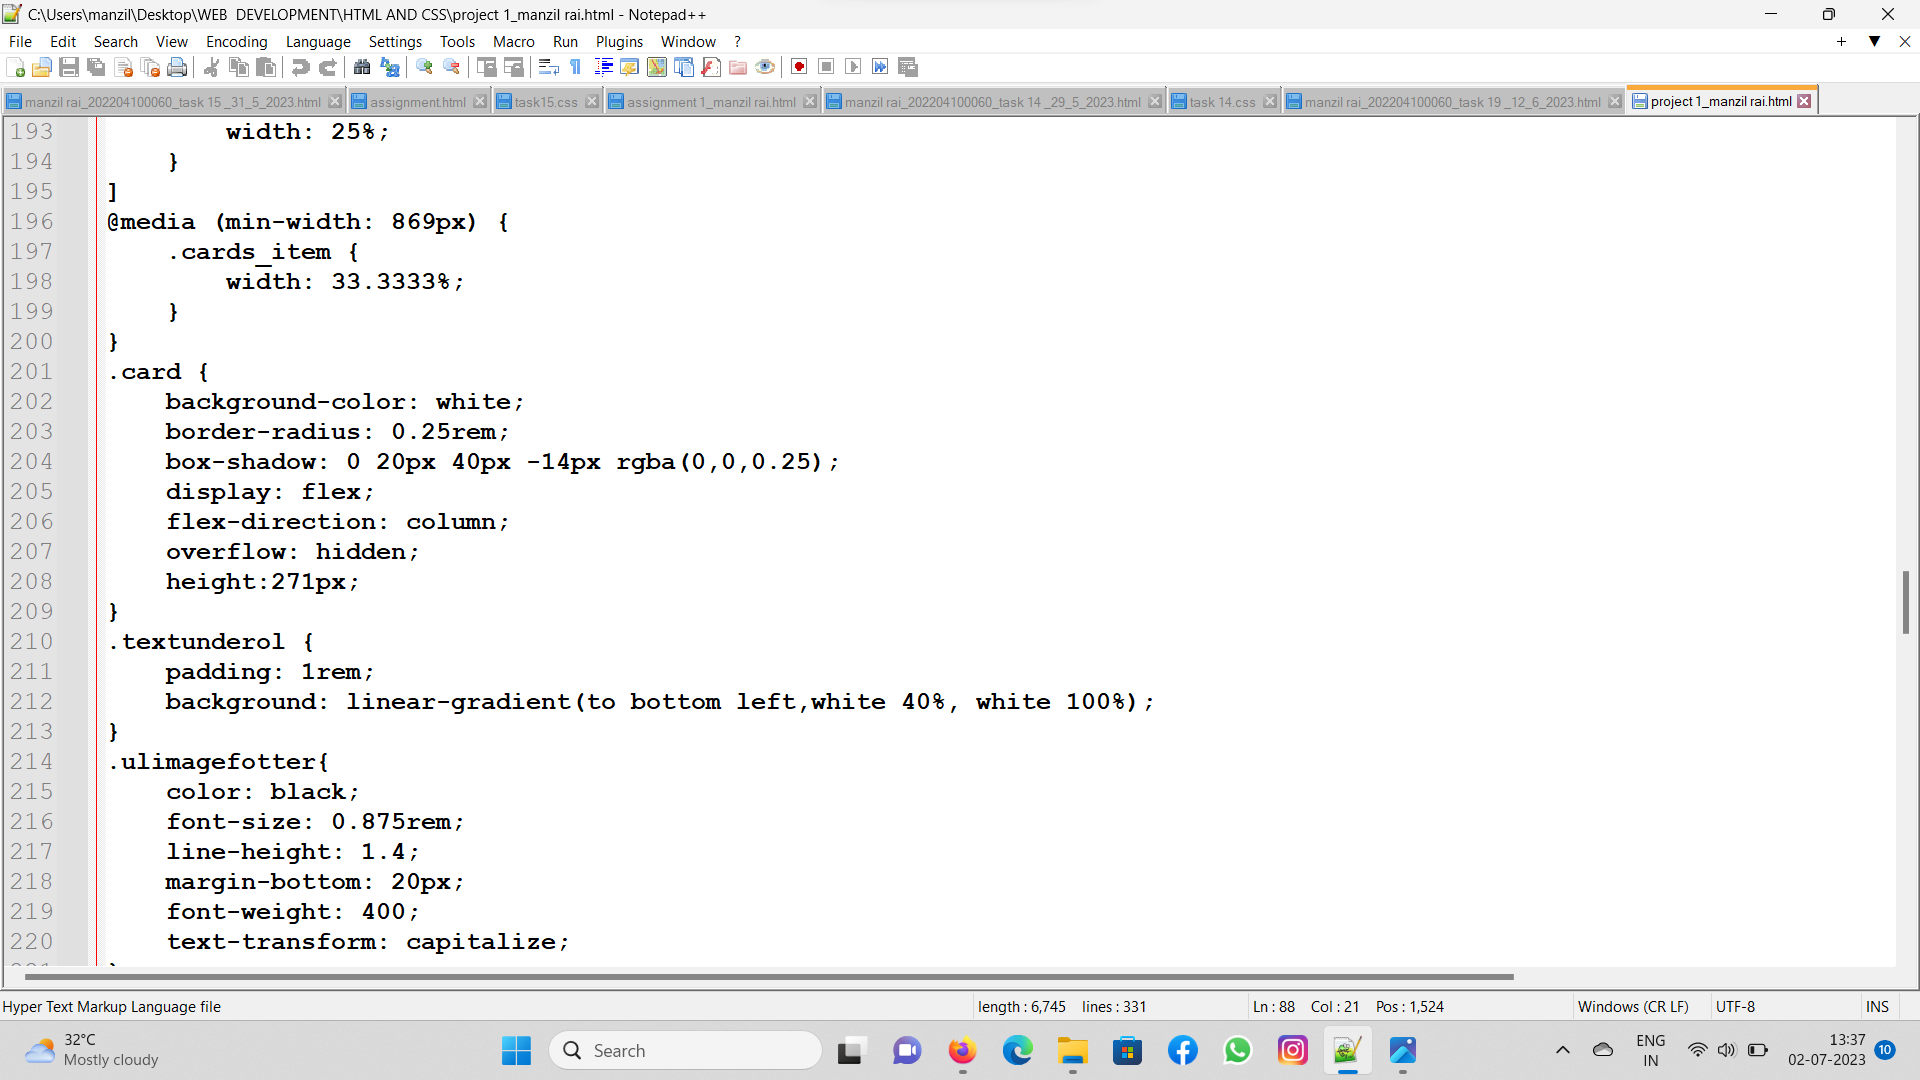 C:\Users\manzil\Desktop\WEB  DEVELOPMENT\HTML AND CSS\project 1_manzil rai.html - Notepad++
File Edit Search View Encoding Language Settings Tools Macro Run Plugins Window ?
manzil rai_202204100060_task 15 _31_5_2023.html assignment.html task15.css assignment 1_manzil rai.html manzil rai_202204100060_task 14 _29_5_2023.html task 14.css manzil rai_202204100060_task 19 _12_6_2023.html project 1_manzil rai.html
193 width: 25%;
194 }
195 ]
196 @media (min-width: 869px) {
197 .cards_item {
198 width: 33.3333%;
199 }
200 }
201 .card {
202 background-color: white;
203 border-radius: 0.25rem;
204 box-shadow: 0 20px 40px -14px rgba(0,0,0.25);
205 display: flex;
206 flex-direction: column;
207 overflow: hidden;
208 height:271px;
209 }
210 .textunderol {
211 padding: 1rem;
212 background: linear-gradient(to bottom left,white 40%, white 100%);
213 }
214 .ulimagefotter{
215 color: black;
216 font-size: 0.875rem;
217 line-height: 1.4;
218 margin-bottom: 20px;
219 font-weight: 400;
220 text-transform: capitalize;
Hyper Text Markup Language file length : 6,745 lines : 331 Ln : 88 Col : 21 Pos : 1,524 Windows (CR LF) UTF-8 INS
32°C
Mostly cloudy
Search
ENG
IN
13:37
02-07-2023
10